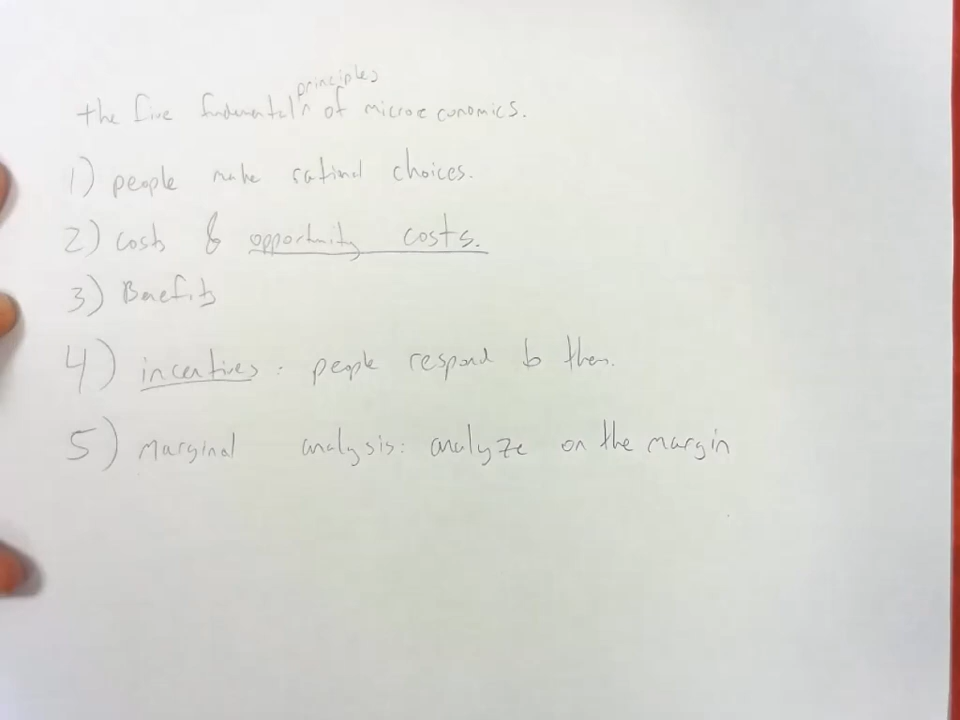 the five fundamental principles of microeconomics.
1) people make rational choices.
2) costs & opportunity costs.
3) Benefits
4) incentives: people respond to them.
5) marginal analysis: analyze on the margin